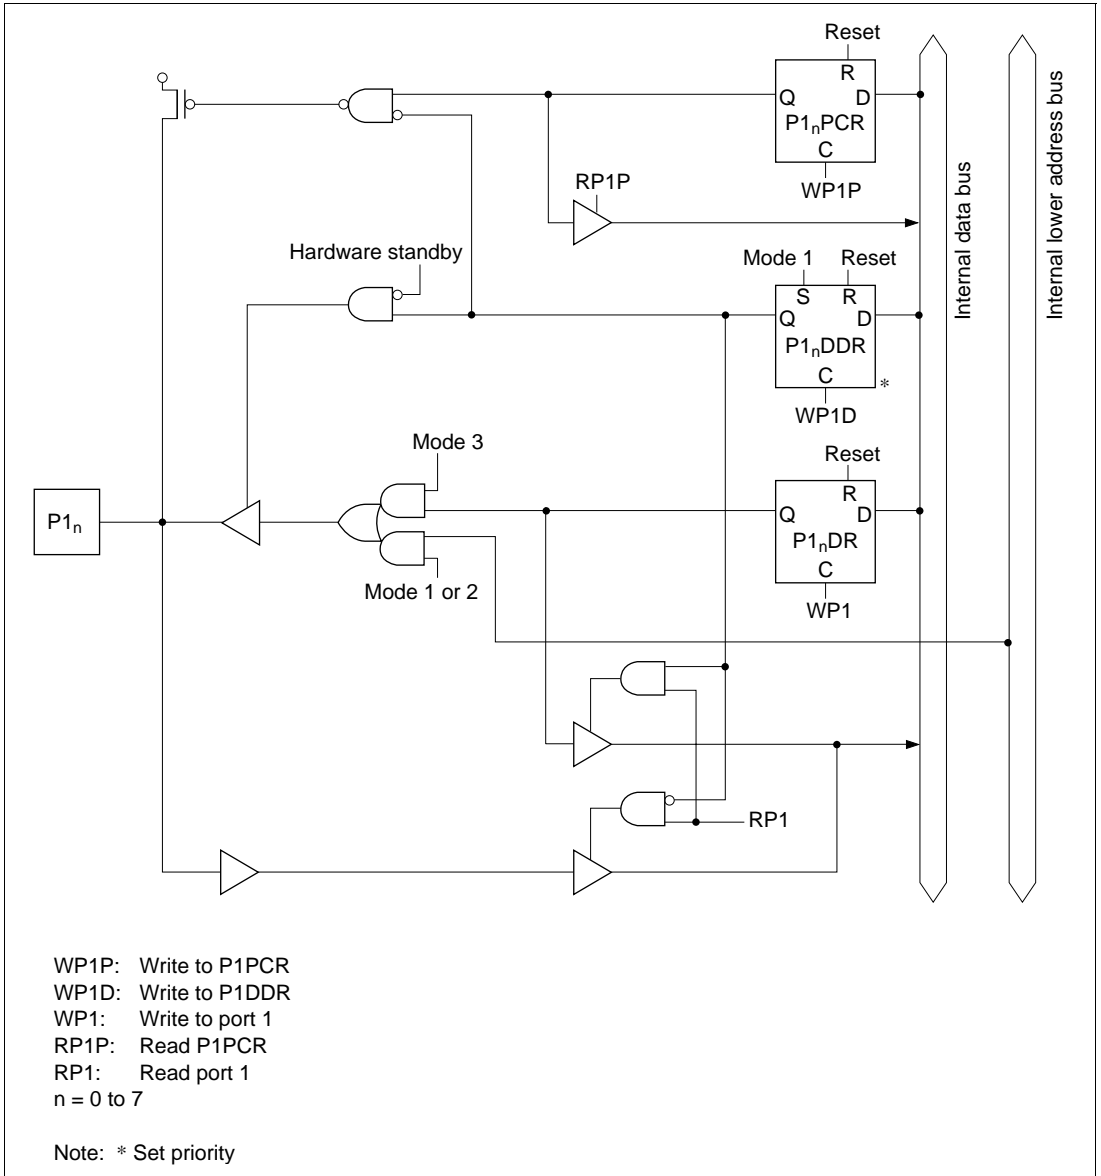 Reset
R
Q D
P1nPCR
C
WP1P
RP1P
Hardware standby
Mode 1 Reset
S R
Q D
P1nDDR
C
*
WP1D
Mode 3
Reset
R
Q D
P1nDR
C
WP1
P1n
Mode 1 or 2
RP1
Internal data bus
Internal lower address bus
WP1P: Write to P1PCR
WP1D: Write to P1DDR
WP1: Write to port 1
RP1P: Read P1PCR
RP1: Read port 1
n = 0 to 7
Note: * Set priority